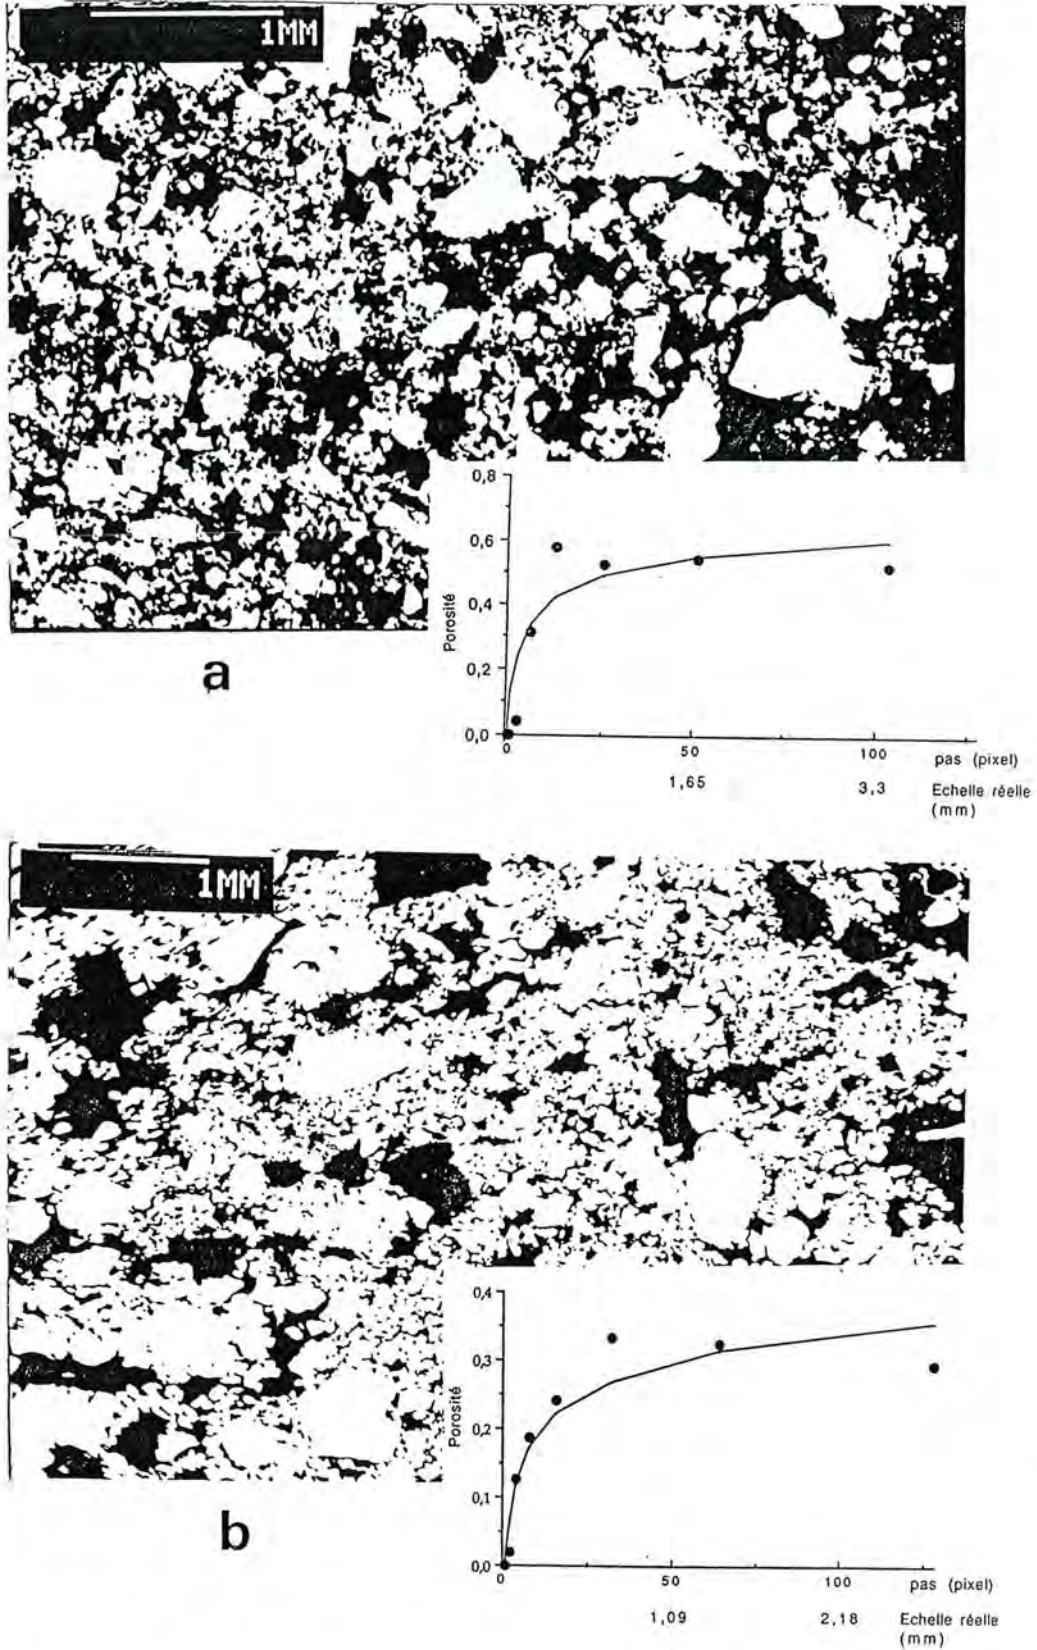 1MM
0,8
0,6
0,4
0,2
0,0
Porosité
0
50
100
pas (pixel)
1,65
3,3
Echelle réelle
(mm)
a
1MM
0,4
0,3
0,2
0,1
0,0
Porosité
0
50
100
pas (pixel)
1,09
2,18
Echelle réelle
(mm)
b